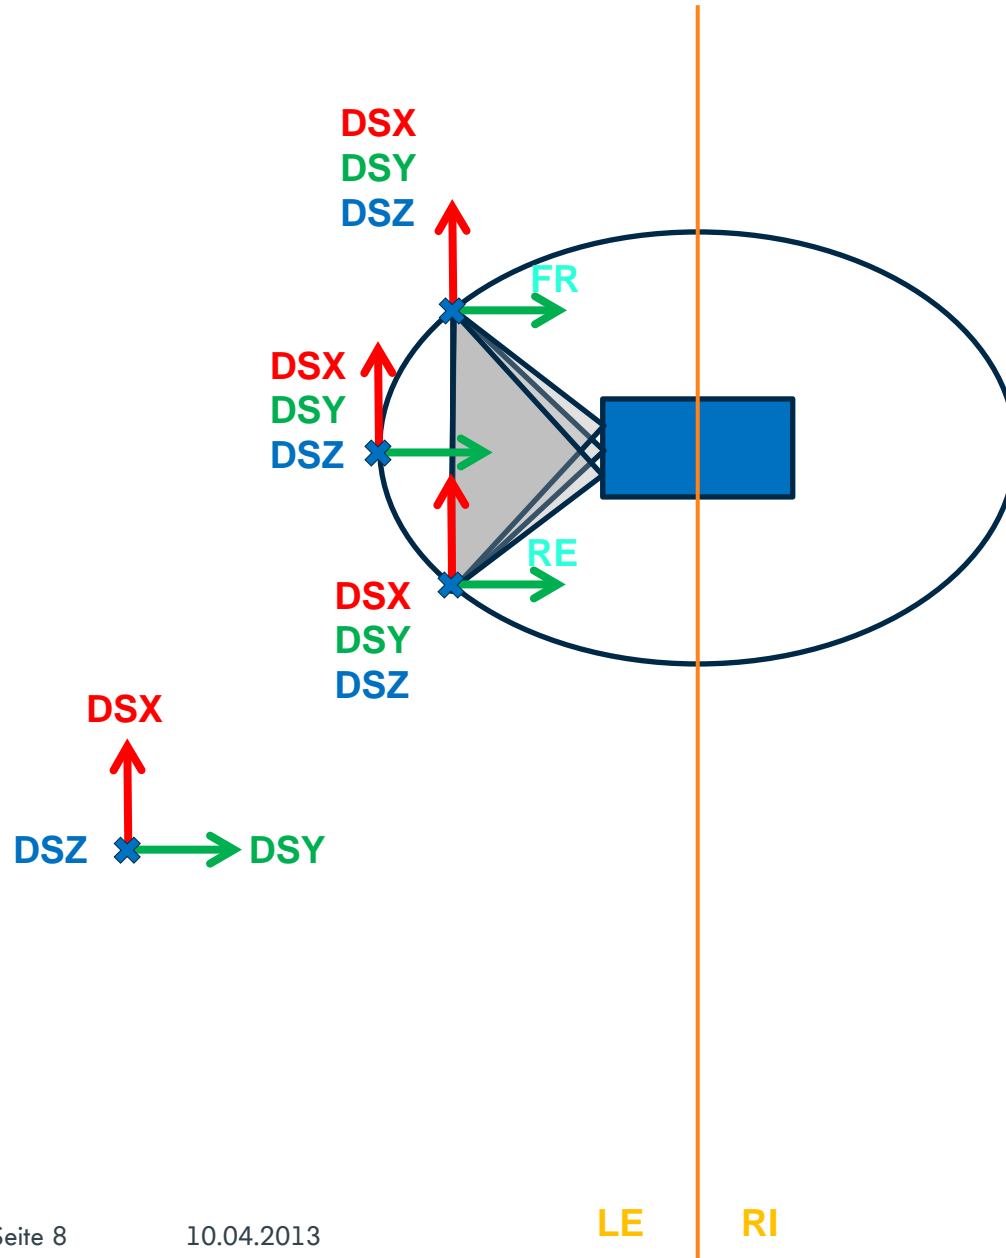 DSX
DSY
DSZ
FR
DSX
DSY
DSZ
RE
DSX
DSY
DSZ
DSX
DSZ DSY
LE RI
Seite 8 10.04.2013